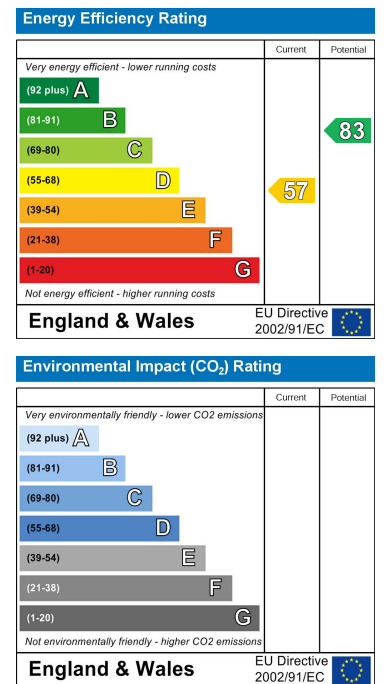 Energy Efficiency Rating
Current Potential
Very energy efficient - lower running costs
(92 plus) A
(81-91) B
83
(69-80) C
(55-68) D
57
(39-54) E
(21-38) F
(1-20) G
Not energy efficient - higher running costs
England & Wales
EU Directive
2002/91/EC
Environmental Impact (CO2) Rating
Current Potential
Very environmentally friendly - lower CO2 emissions
(92 plus) A
(81-91) B
(69-80) C
(55-68) D
(39-54) E
(21-38) F
(1-20) G
Not environmentally friendly - higher CO2 emissions
England & Wales
EU Directive
2002/91/EC